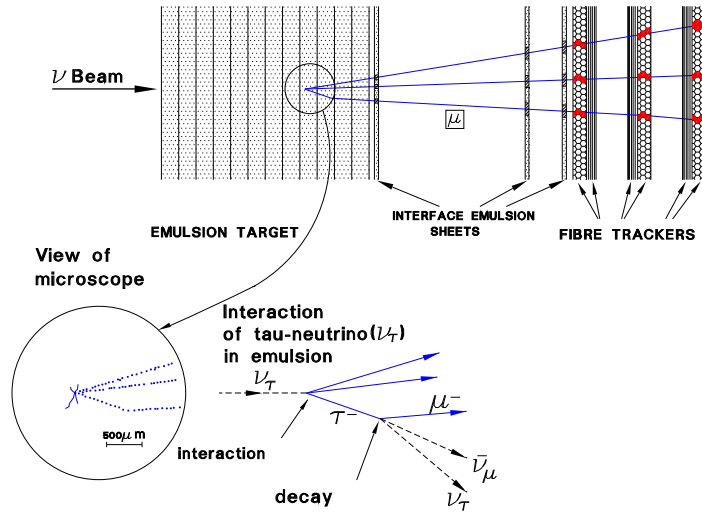 ν Beam
μ
EMULSION TARGET
INTERFACE EMULSION
SHEETS
FIBRE TRACKERS
View of
microscope
500μ m
Interaction
of tau-neutrino(ντ)
in emulsion
ντ
τ−
μ−
interaction
decay
ν̄μ
ντ